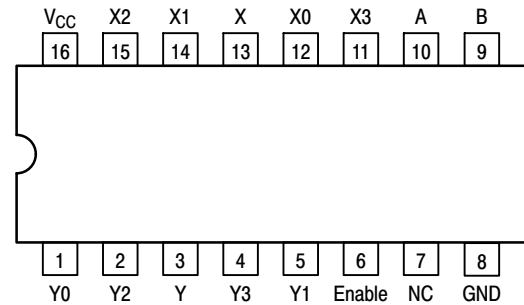 VCC X2 X1 X X0 X3 A B
16 15 14 13 12 11 10 9
1 2 3 4 5 6 7 8
Y0 Y2 Y Y3 Y1 Enable NC GND